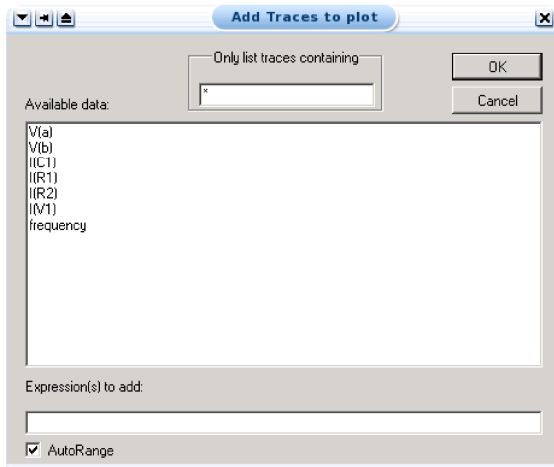 Add Traces to plot
Only list traces containing
*
OK
Cancel
Available data:
V(a)
V(b)
I(C1)
I(R1)
I(R2)
I(V1)
frequency
Expression(s) to add:
AutoRange